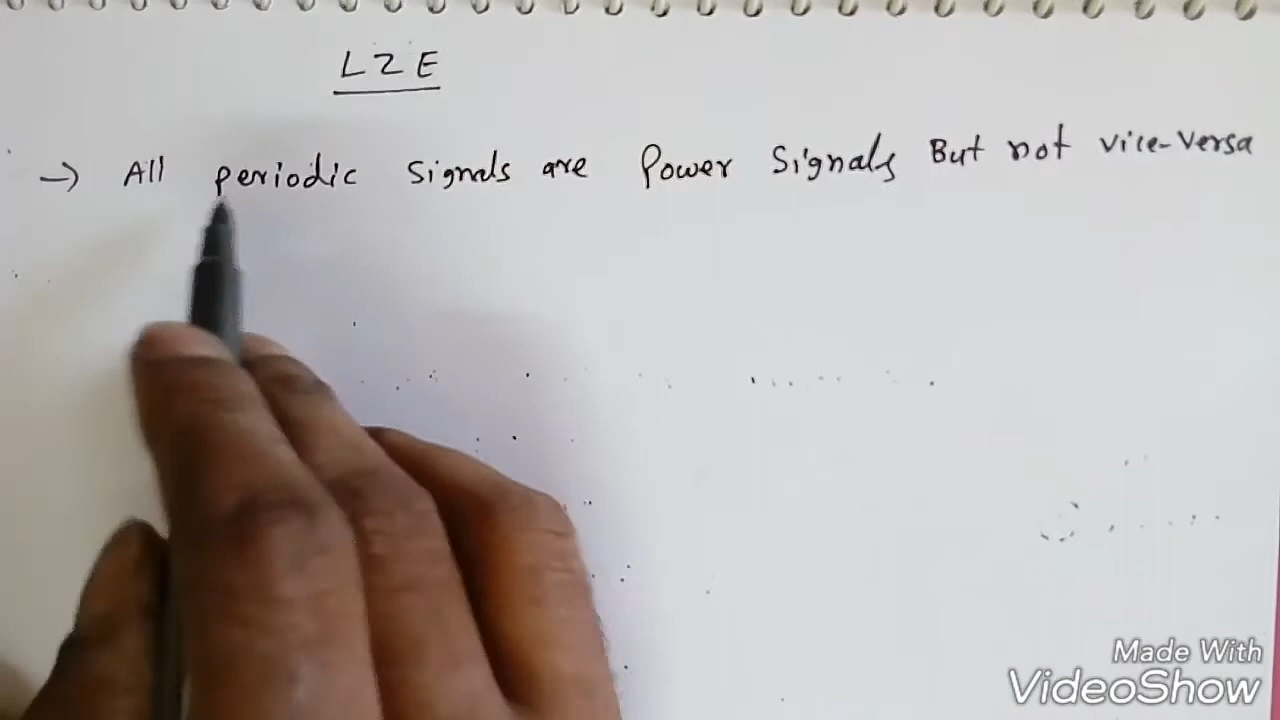 LZE
→ All periodic signals are Power Signals But not vice-versa
Made With
VideoShow